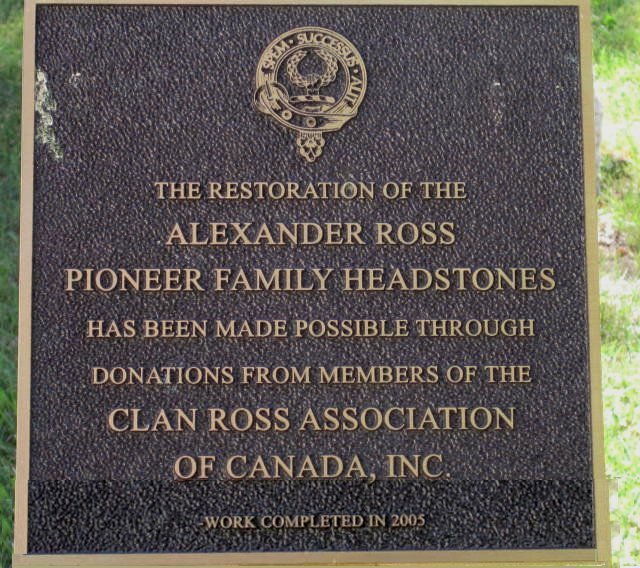 SPEM · SUCCESSUS · ALIT
THE RESTORATION OF THE
ALEXANDER ROSS
PIONEER FAMILY HEADSTONES
HAS BEEN MADE POSSIBLE THROUGH
DONATIONS FROM MEMBERS OF THE
CLAN ROSS ASSOCIATION
OF CANADA, INC.
-WORK COMPLETED IN 2005